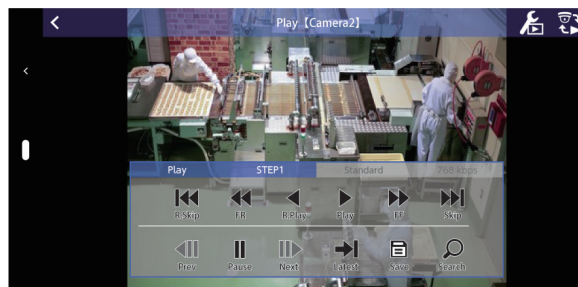 Play【Camera2】
Play STEP1 Standard 768 kbps
R.Skip FR R.Play Play FF Skip
Prev Pause Next Latest Save Search